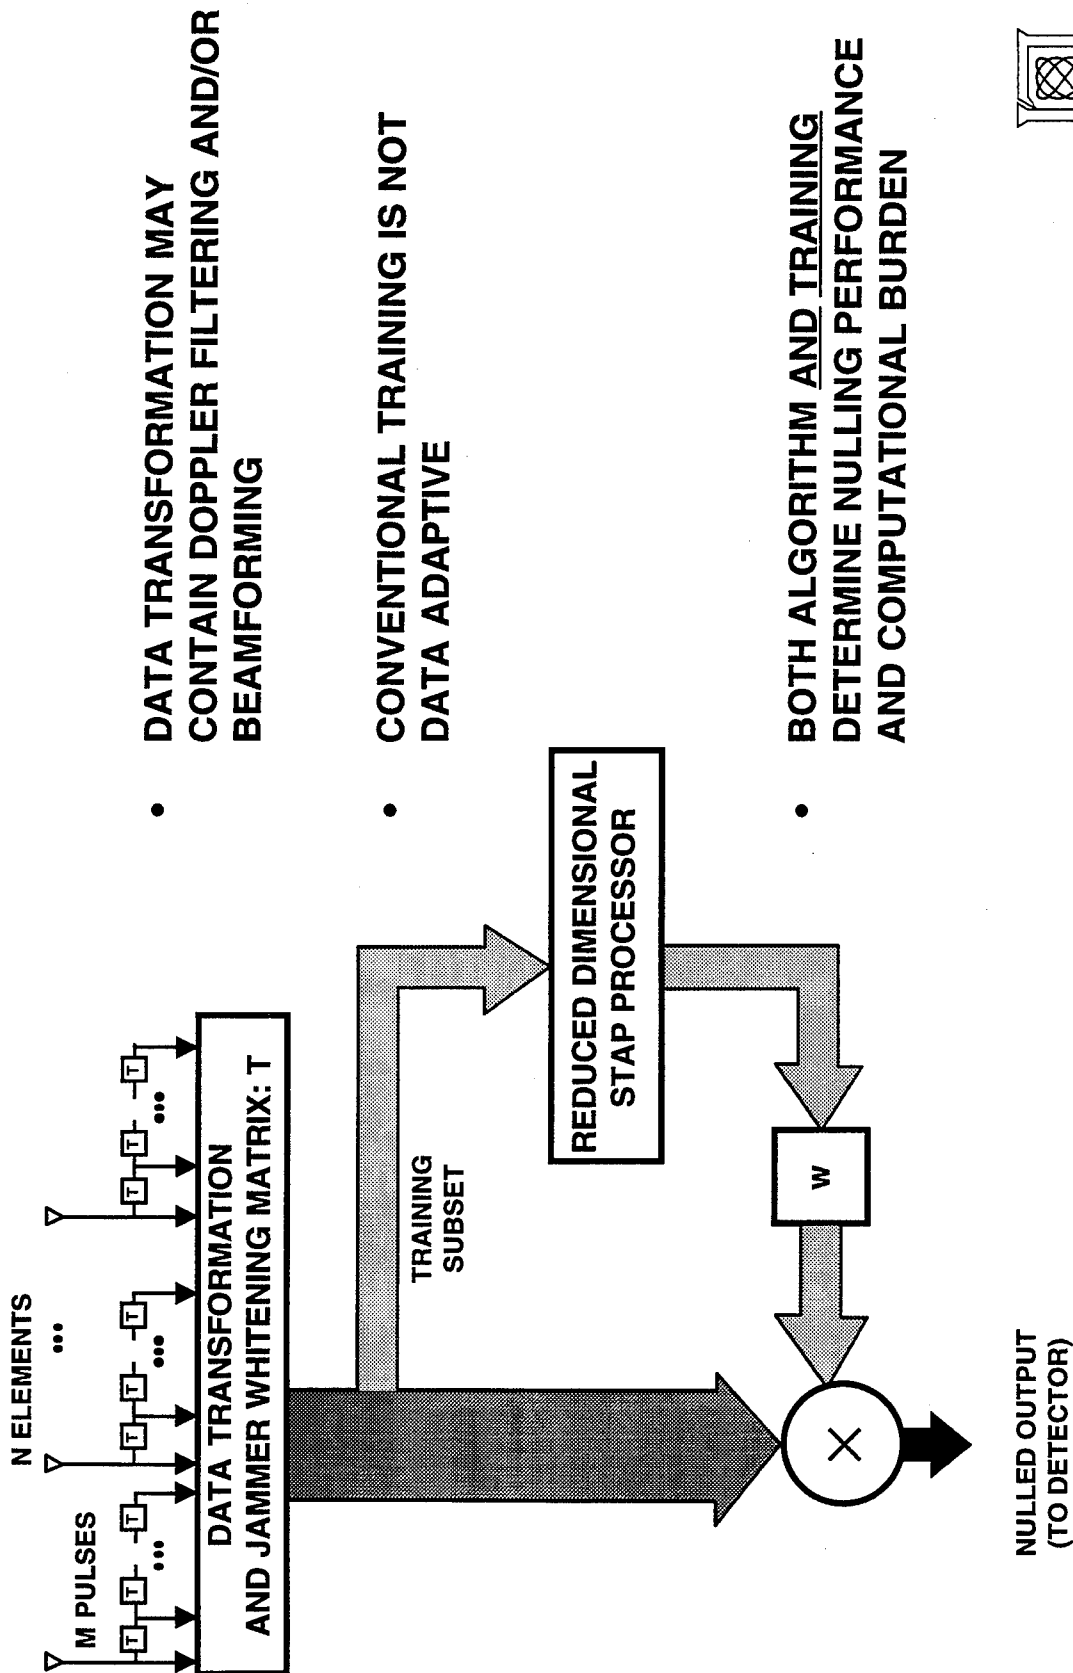 N ELEMENTS
•••
M PULSES
T T ••• T
T T ••• T
T T ••• T
DATA TRANSFORMATION
AND JAMMER WHITENING MATRIX: T
TRAINING
SUBSET
REDUCED DIMENSIONAL
STAP PROCESSOR
W
×
NULLED OUTPUT
(TO DETECTOR)
• DATA TRANSFORMATION MAY
CONTAIN DOPPLER FILTERING AND/OR
BEAMFORMING
• CONVENTIONAL TRAINING IS NOT
DATA ADAPTIVE
• BOTH ALGORITHM AND TRAINING
DETERMINE NULLING PERFORMANCE
AND COMPUTATIONAL BURDEN